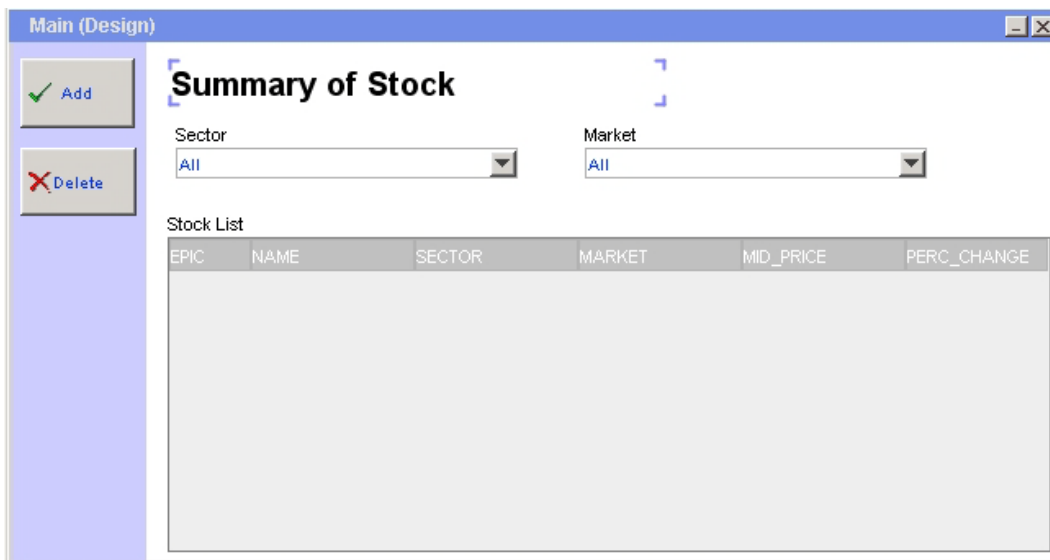 Main (Design)
Add
Delete
Summary of Stock
Sector
Market
All
All
Stock List
EPIC NAME SECTOR MARKET MID_PRICE PERC_CHANGE